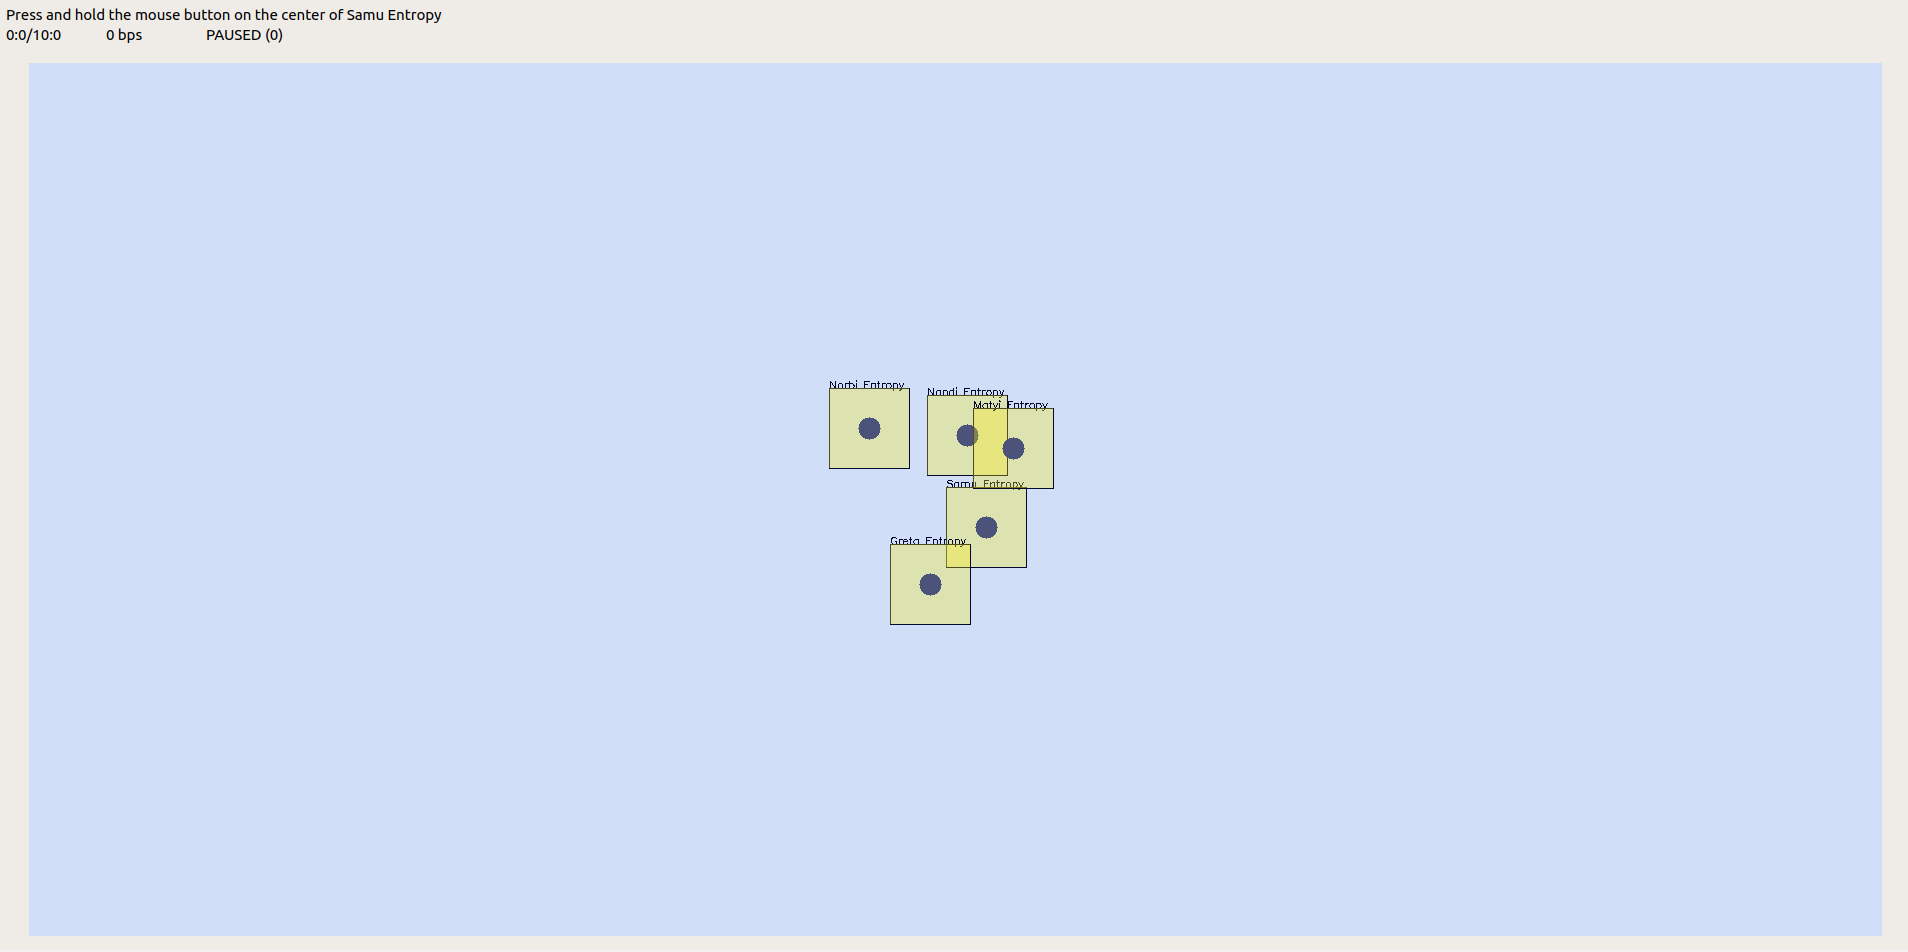 Press and hold the mouse button on the center of Samu Entropy
0:0/10:0 0 bps PAUSED (0)
Norbi Entropy
Nandi Entropy
Matyi Entropy
Samu Entropy
Greta Entropy